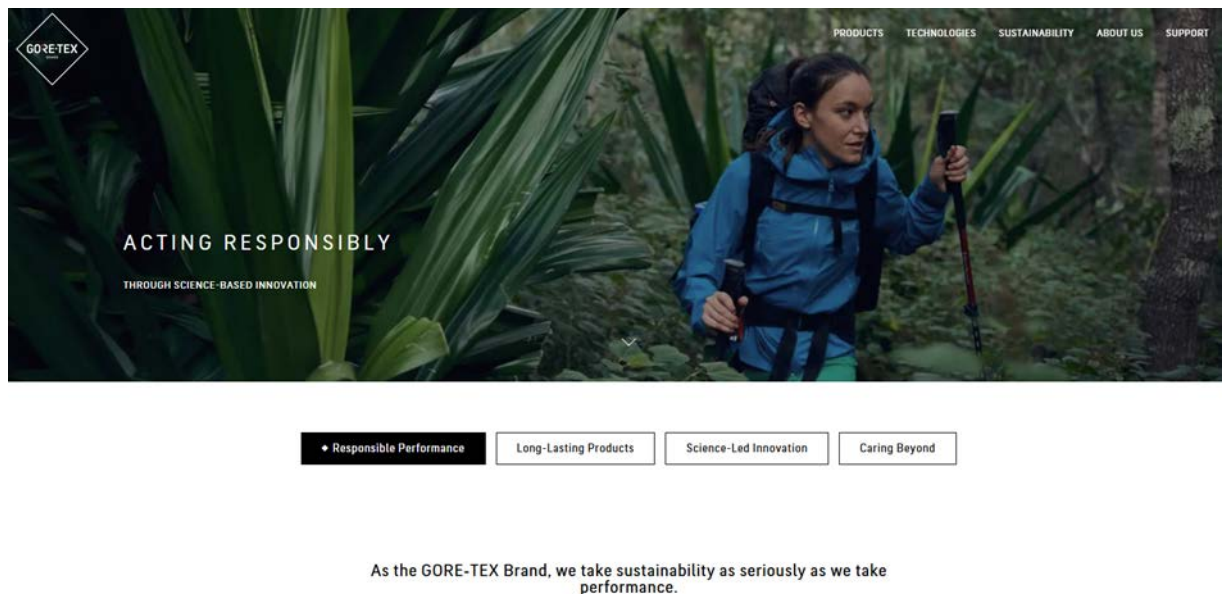 GORE-TEX
PRODUCTS TECHNOLOGIES SUSTAINABILITY ABOUT US SUPPORT
ACTING RESPONSIBLY
THROUGH SCIENCE-BASED INNOVATION
Responsible Performance
Long-Lasting Products
Science-Led Innovation
Caring Beyond
As the GORE-TEX Brand, we take sustainability as seriously as we take
performance.